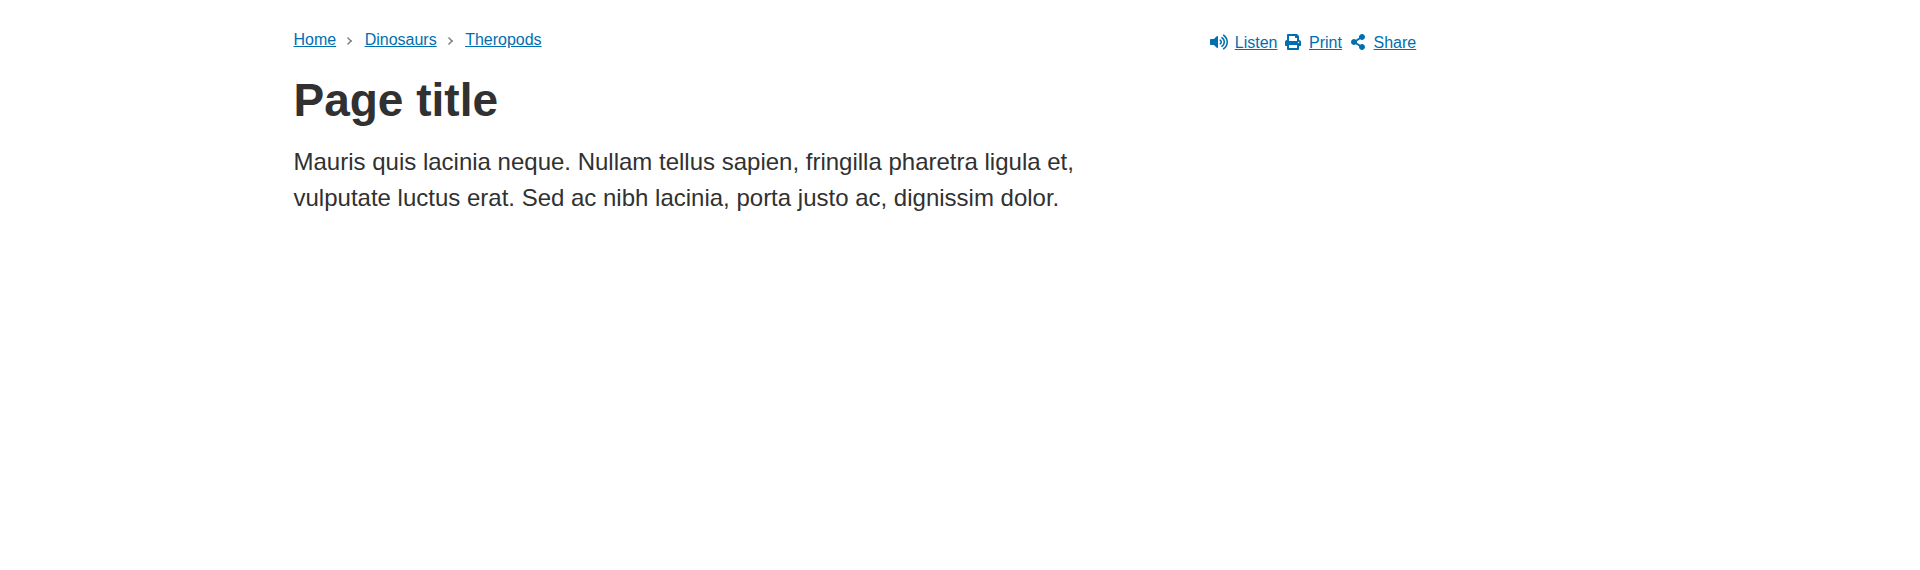 Home > Dinosaurs > Theropods
Listen Print Share
Page title
Mauris quis lacinia neque. Nullam tellus sapien, fringilla pharetra ligula et,
vulputate luctus erat. Sed ac nibh lacinia, porta justo ac, dignissim dolor.